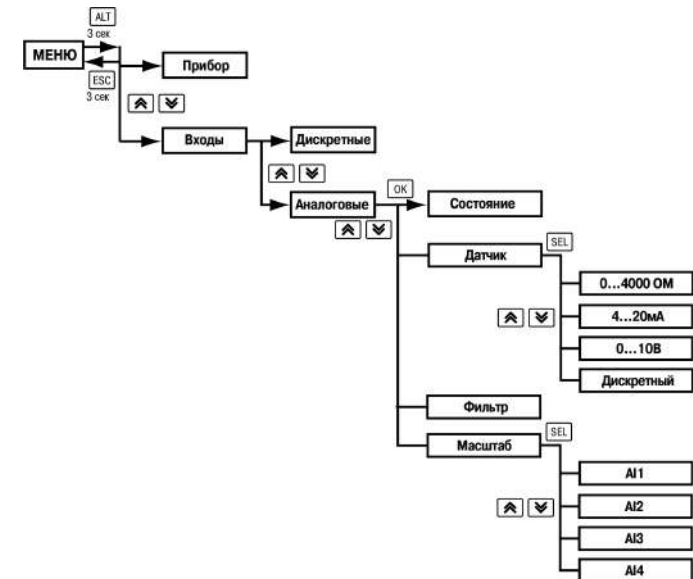 ALT
3 сек
МЕНЮ
Прибор
ESC
3 сек
Входы
Дискретные
OK
Аналоговые
Состояние
SEL
Датчик
0...4000 ОМ
4...20мА
0...10В
Дискретный
Фильтр
SEL
Масштаб
AI1
AI2
AI3
AI4